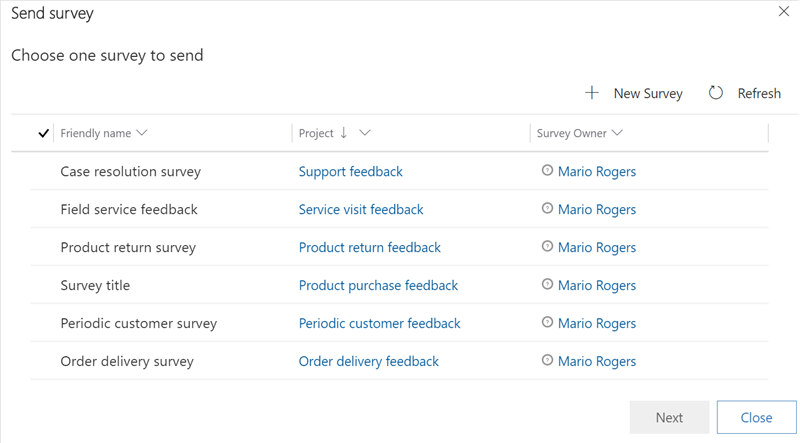 Send survey
Choose one survey to send
New Survey Refresh
Friendly name Project Survey Owner
Case resolution survey Support feedback Mario Rogers
Field service feedback Service visit feedback Mario Rogers
Product return survey Product return feedback Mario Rogers
Survey title Product purchase feedback Mario Rogers
Periodic customer survey Periodic customer feedback Mario Rogers
Order delivery survey Order delivery feedback Mario Rogers
Next Close